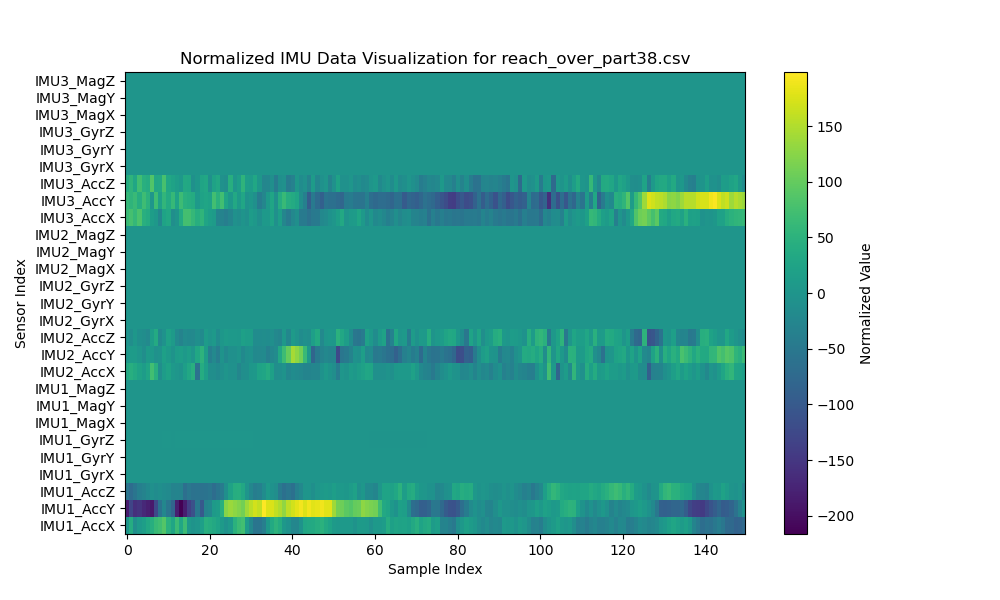 Normalized IMU Data Visualization for reach_over_part38.csv
IMU3_MagZ
IMU3_MagY
IMU3_MagX
IMU3_GyrZ
IMU3_GyrY
IMU3_GyrX
IMU3_AccZ
IMU3_AccY
IMU3_AccX
IMU2_MagZ
IMU2_MagY
IMU2_MagX
IMU2_GyrZ
IMU2_GyrY
IMU2_GyrX
IMU2_AccZ
IMU2_AccY
IMU2_AccX
IMU1_MagZ
IMU1_MagY
IMU1_MagX
IMU1_GyrZ
IMU1_GyrY
IMU1_GyrX
IMU1_AccZ
IMU1_AccY
IMU1_AccX
Sensor Index
0 20 40 60 80 100 120 140
Sample Index
150
100
50
0
−50
−100
−150
−200
Normalized Value